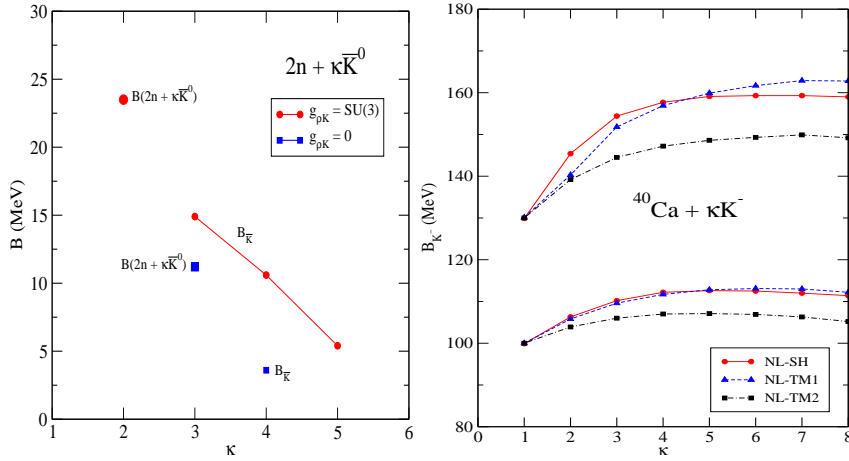 30
25
20
15
10
5
0
B (MeV)
1 2 3 4 5 6
κ
2n + κK̅⁰
B(2n + κK̅⁰)
g_ρK = SU(3)
g_ρK = 0
B_K̅
B(2n + κK̅⁰)
B_K̅
180
160
140
120
100
80
B_K⁻ (MeV)
0 1 2 3 4 5 6 7 8
κ
⁴⁰Ca + κK⁻
NL-SH
NL-TM1
NL-TM2